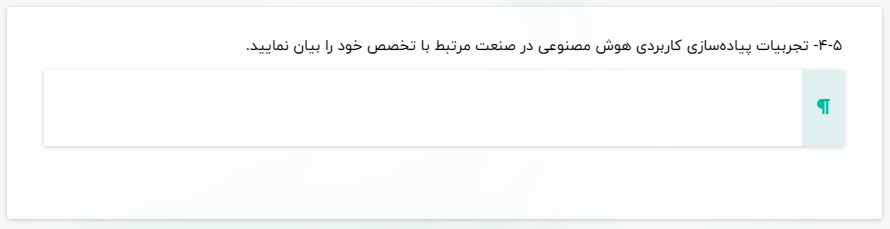 ۴-۵- تجربیات پیاده‌سازی کاربردی هوش مصنوعی در صنعت مرتبط با تخصص خود را بیان نمایید.
¶